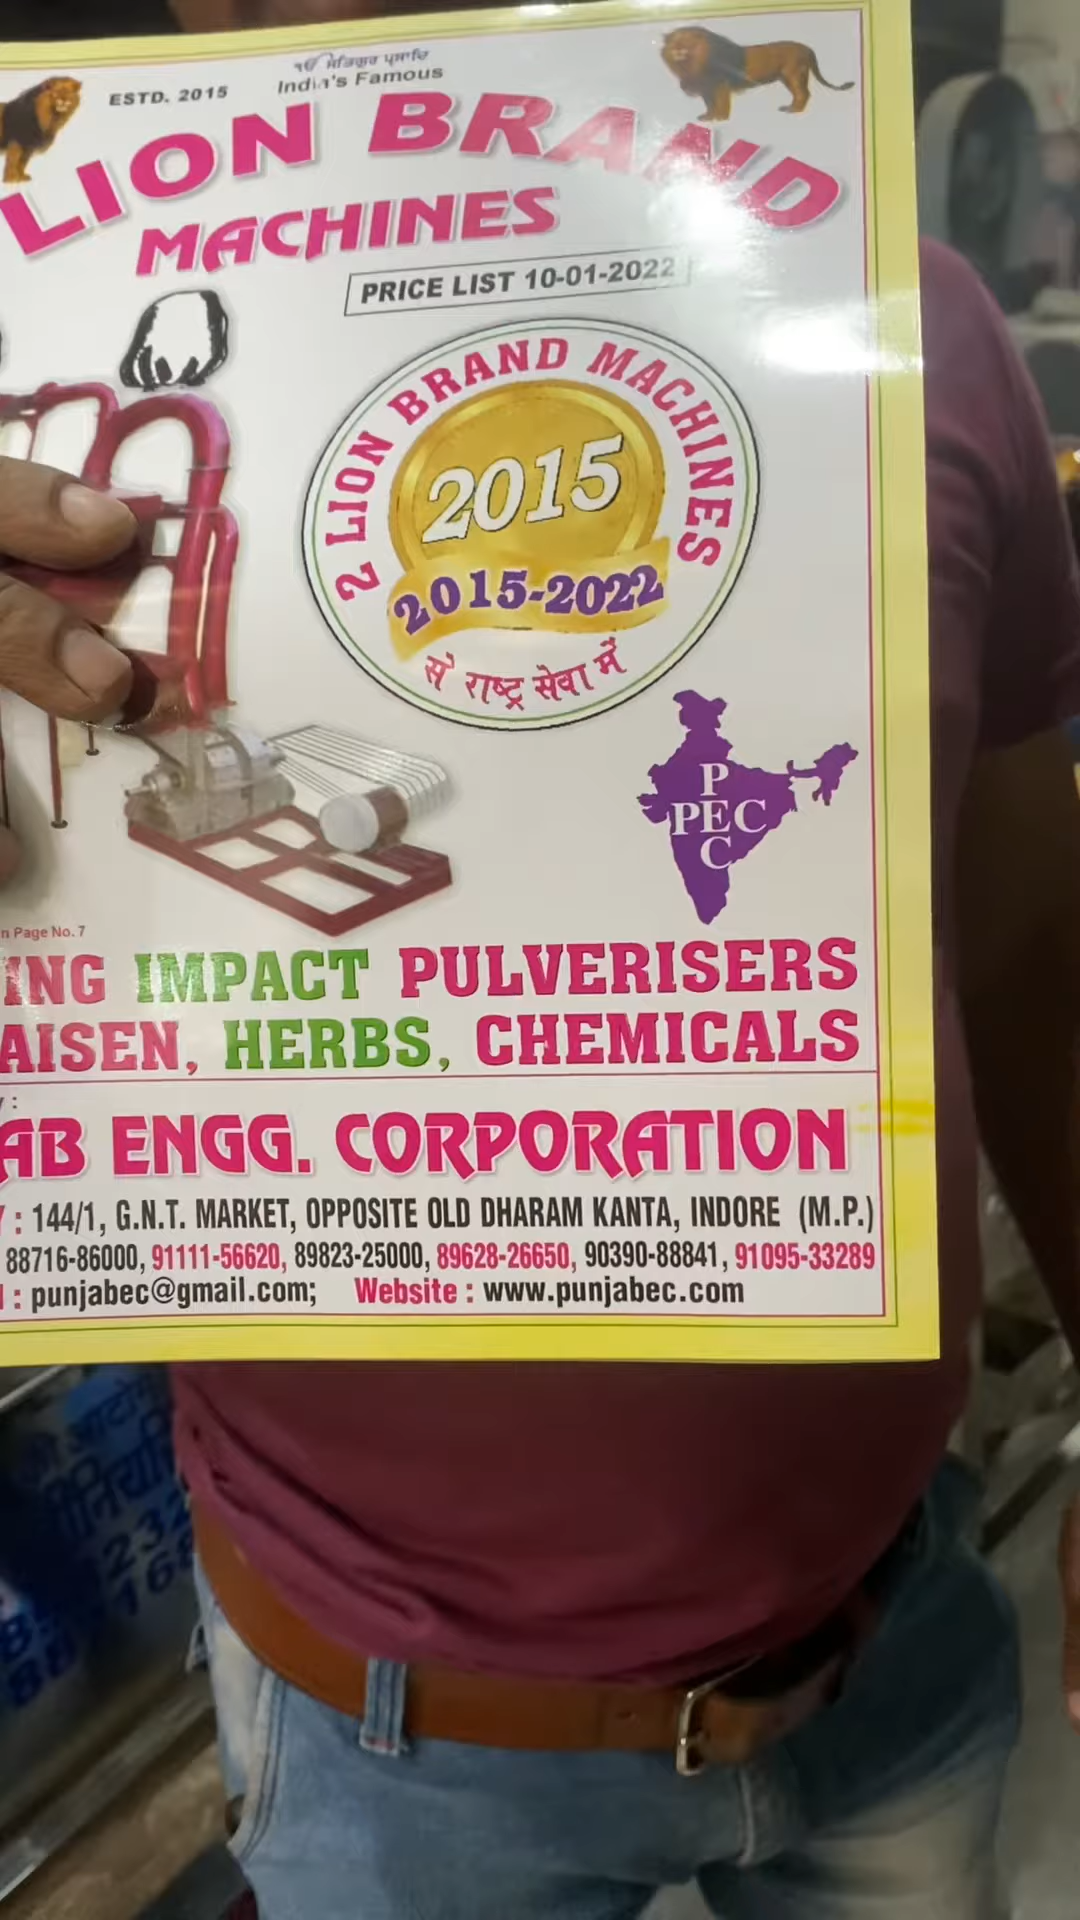 ੴ ਸਤਿਗੁਰ ਪ੍ਰਸਾਦਿ
ESTD. 2015
India's Famous
LION BRAND
MACHINES
PRICE LIST 10-01-2022
2 LION BRAND MACHINES
2015
2015-2022
से राष्ट्र सेवा में
PEC
PEC
n Page No. 7
ING IMPACT PULVERISERS
AISEN, HERBS, CHEMICALS
AB ENGG. CORPORATION
: 144/1, G.N.T. MARKET, OPPOSITE OLD DHARAM KANTA, INDORE (M.P.)
88716-86000, 91111-56620, 89823-25000, 89628-26650, 90390-88841, 91095-33289
: punjabec@gmail.com; Website : www.punjabec.com